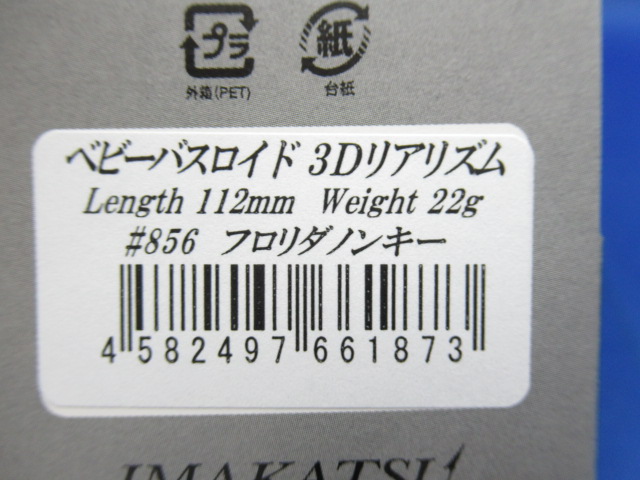 プラ 紙
外箱(PET) 台紙
ベビーバスロイド 3Dリアリズム
Length 112mm Weight 22g
#856 フロリダノンキー
4 582497 661873
IMAKATSU